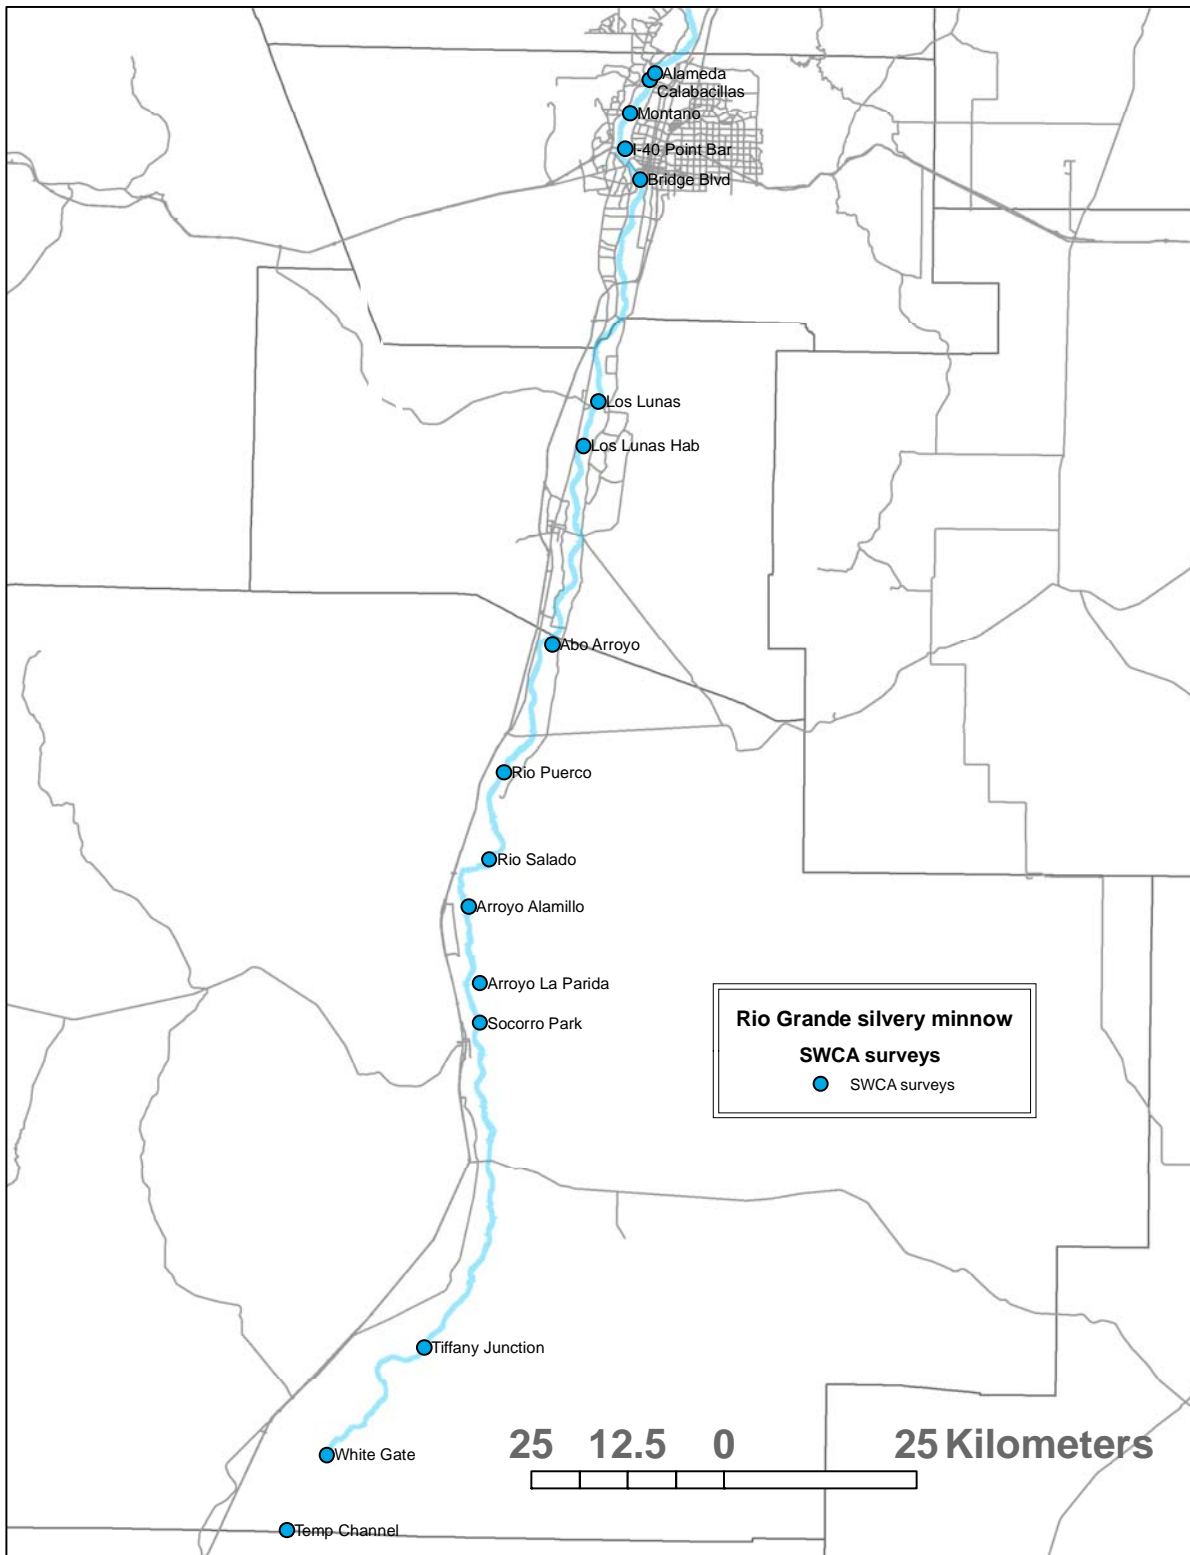 Alameda
Calabacillas
Montano
I-40 Point Bar
Bridge Blvd
Los Lunas
Los Lunas Hab
Abo Arroyo
Rio Puerco
Rio Salado
Arroyo Alamillo
Arroyo La Parida
Socorro Park
Rio Grande silvery minnow
SWCA surveys
SWCA surveys
Tiffany Junction
25 12.5 0 25 Kilometers
White Gate
Temp Channel